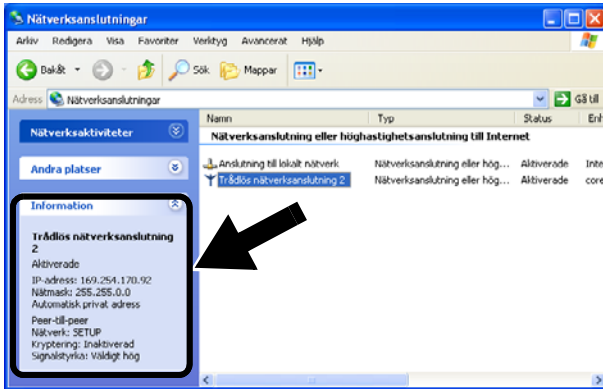 Nätverksanslutningar
Arkiv Redigera Visa Favoriter Verktyg Avancerat Hjälp
Bakåt Sök Mappar
Adress Nätverksanslutningar Gå till
Namn Typ Status Enh
Nätverksaktiviteter
Nätverksanslutning eller höghastighetsanslutning till Internet
Andra platser
Anslutning till lokalt nätverk Nätverksanslutning eller hög... Aktiverade Inte
Trådlös nätverksanslutning 2 Nätverksanslutning eller hög... Aktiverade core
Information
Trådlös nätverksanslutning
2
Aktiverade
IP-adress: 169.254.170.92
Nätmask: 255.255.0.0
Automatisk privat adress
Peer-till-peer
Nätverk: SETUP
Kryptering: Inaktiverad
Signalstyrka: Väldigt hög